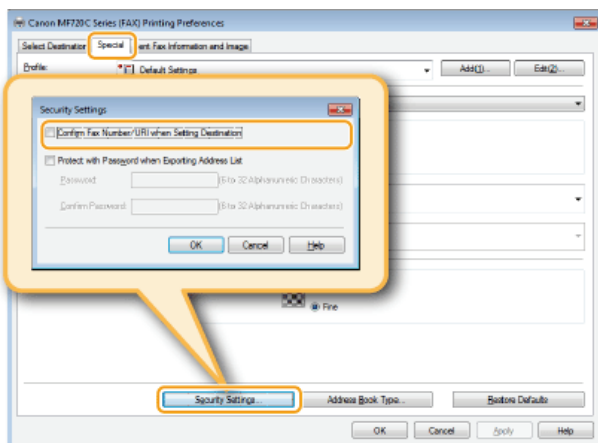 Canon MF720C Series (FAX) Printing Preferences
Select Destination Special ent Fax Information and Image
Profile: Default Settings Add(1)... Edit(2)...
Security Settings
Confirm Fax Number/URI when Setting Destination
Protect with Password when Exporting Address List
Password: (6 to 32 Alphanumeric Characters)
Confirm Password: (6 to 32 Alphanumeric Characters)
OK Cancel Help
Fine
Security Settings... Address Book Type... Restore Defaults
OK Cancel Apply Help